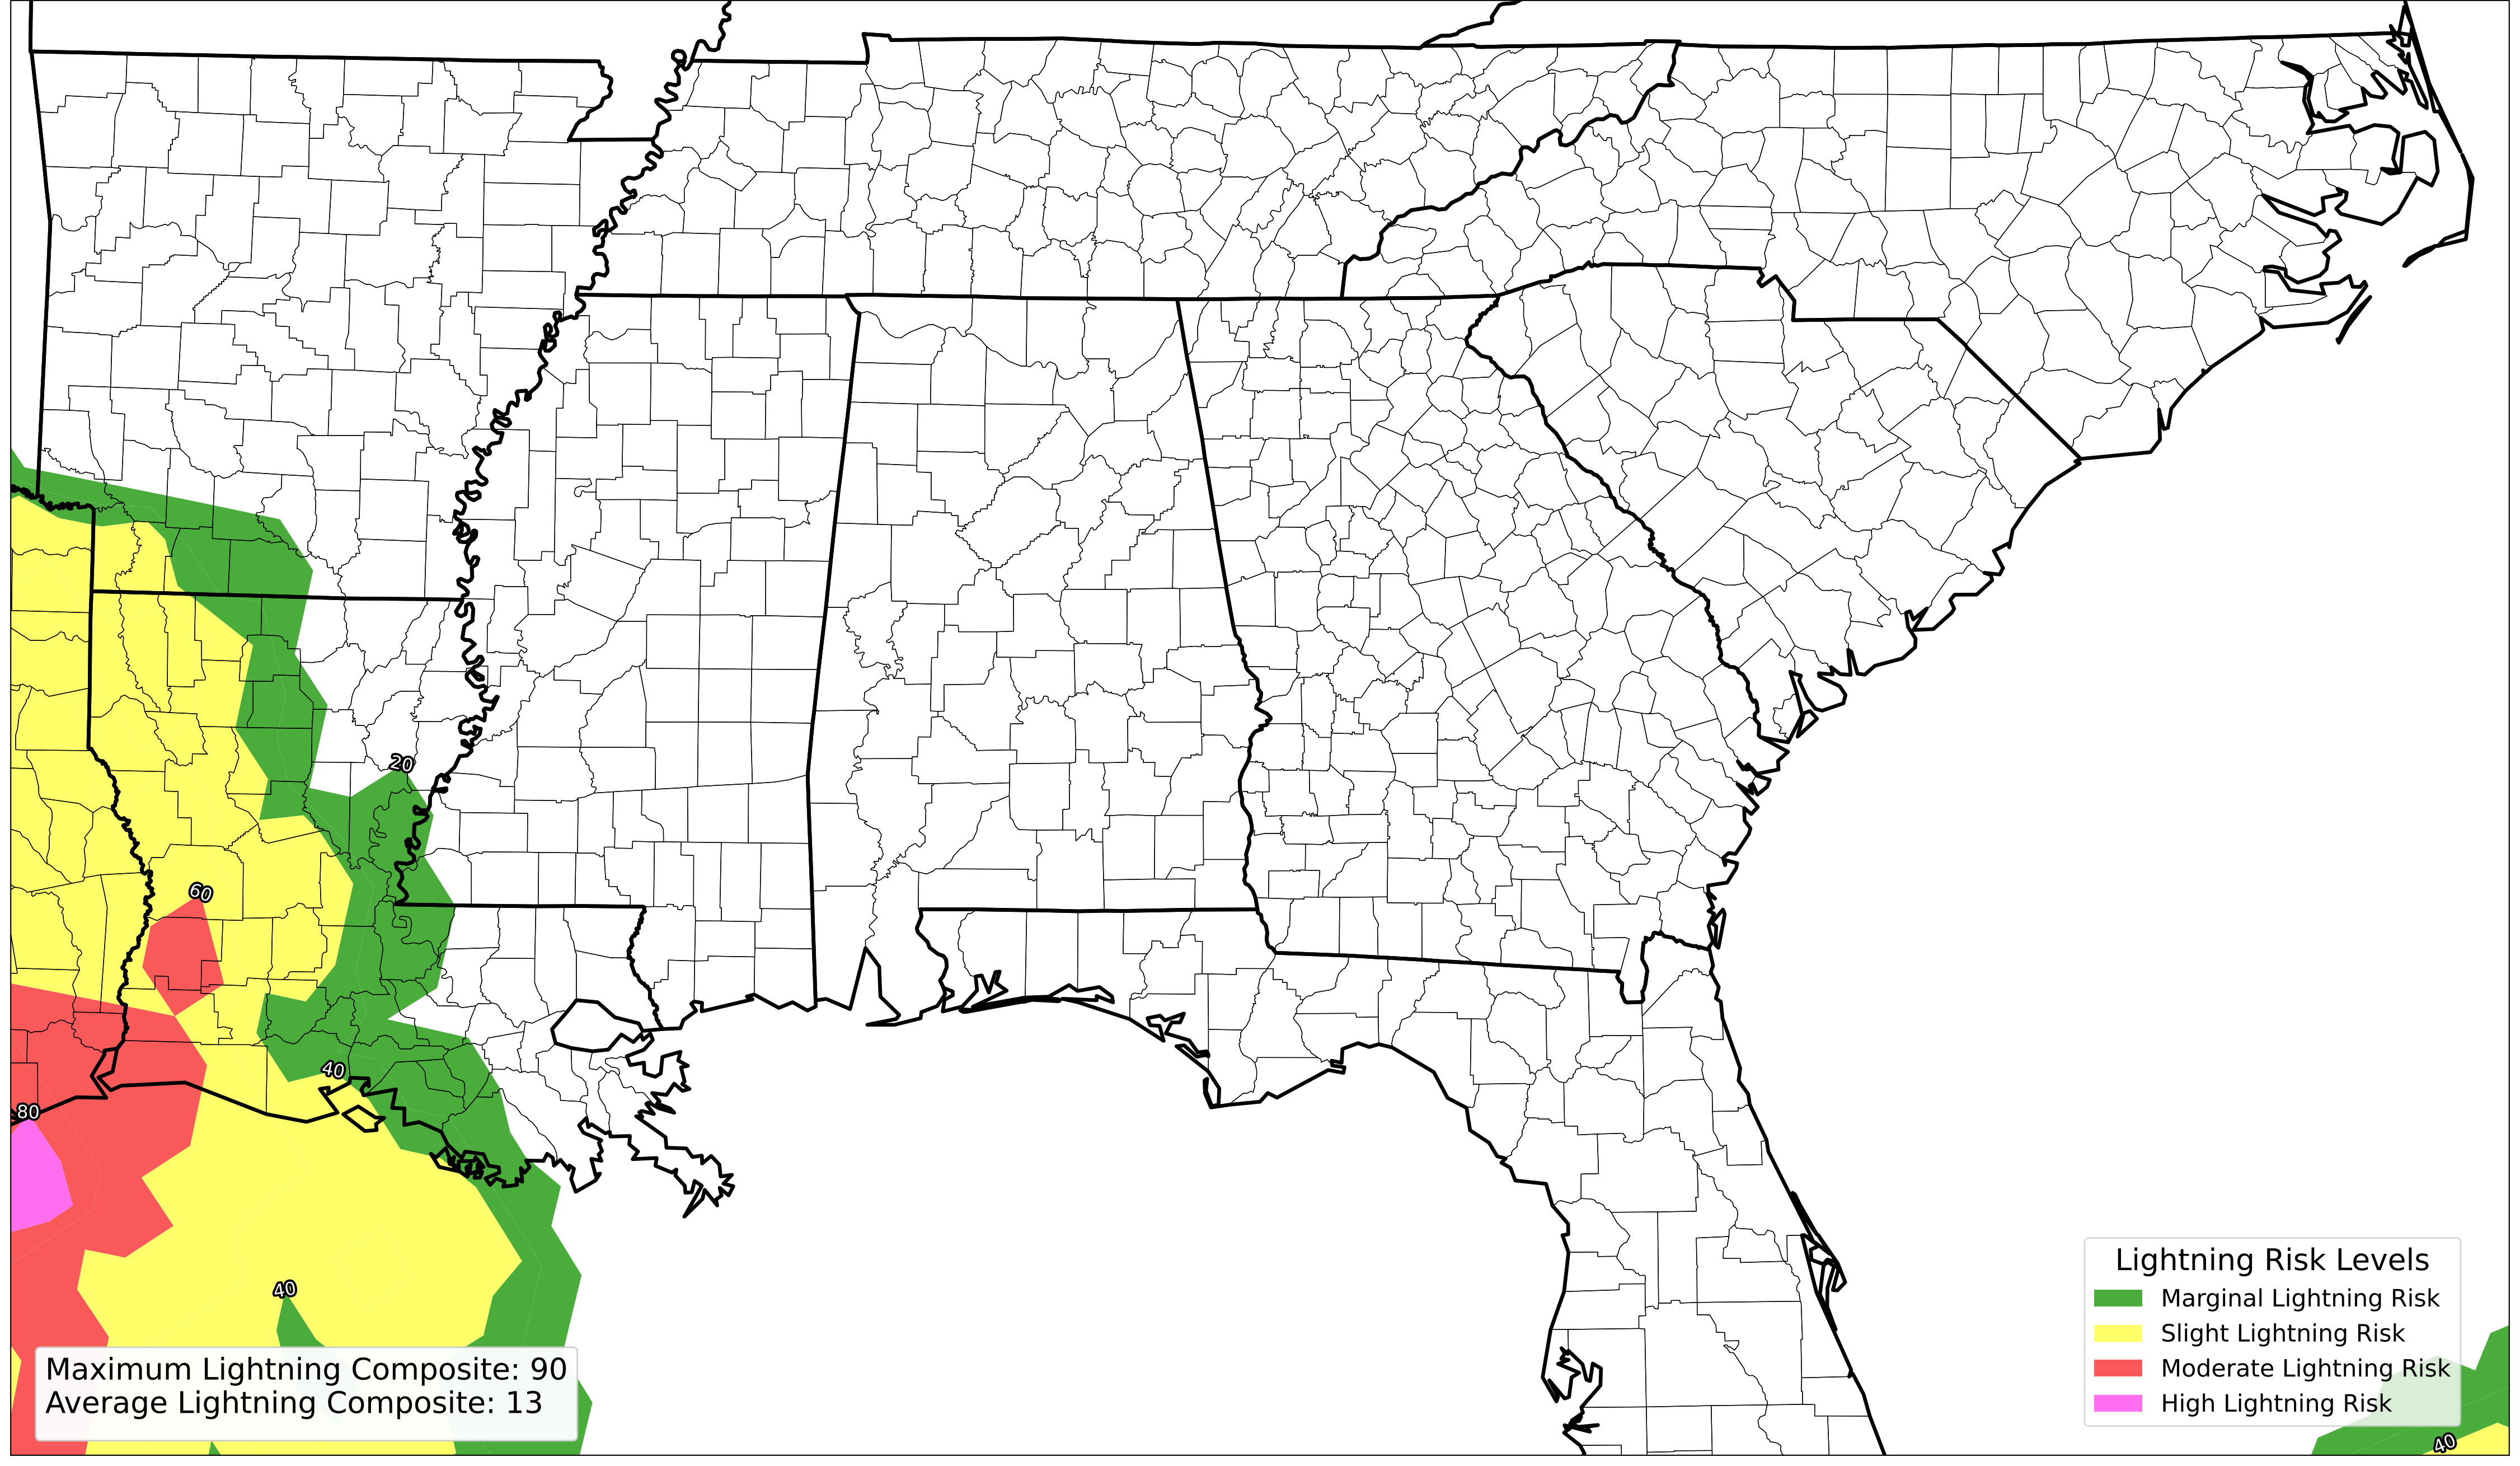 20
60
40
80
40
Maximum Lightning Composite: 90
Average Lightning Composite: 13
Lightning Risk Levels
Marginal Lightning Risk
Slight Lightning Risk
Moderate Lightning Risk
High Lightning Risk
40